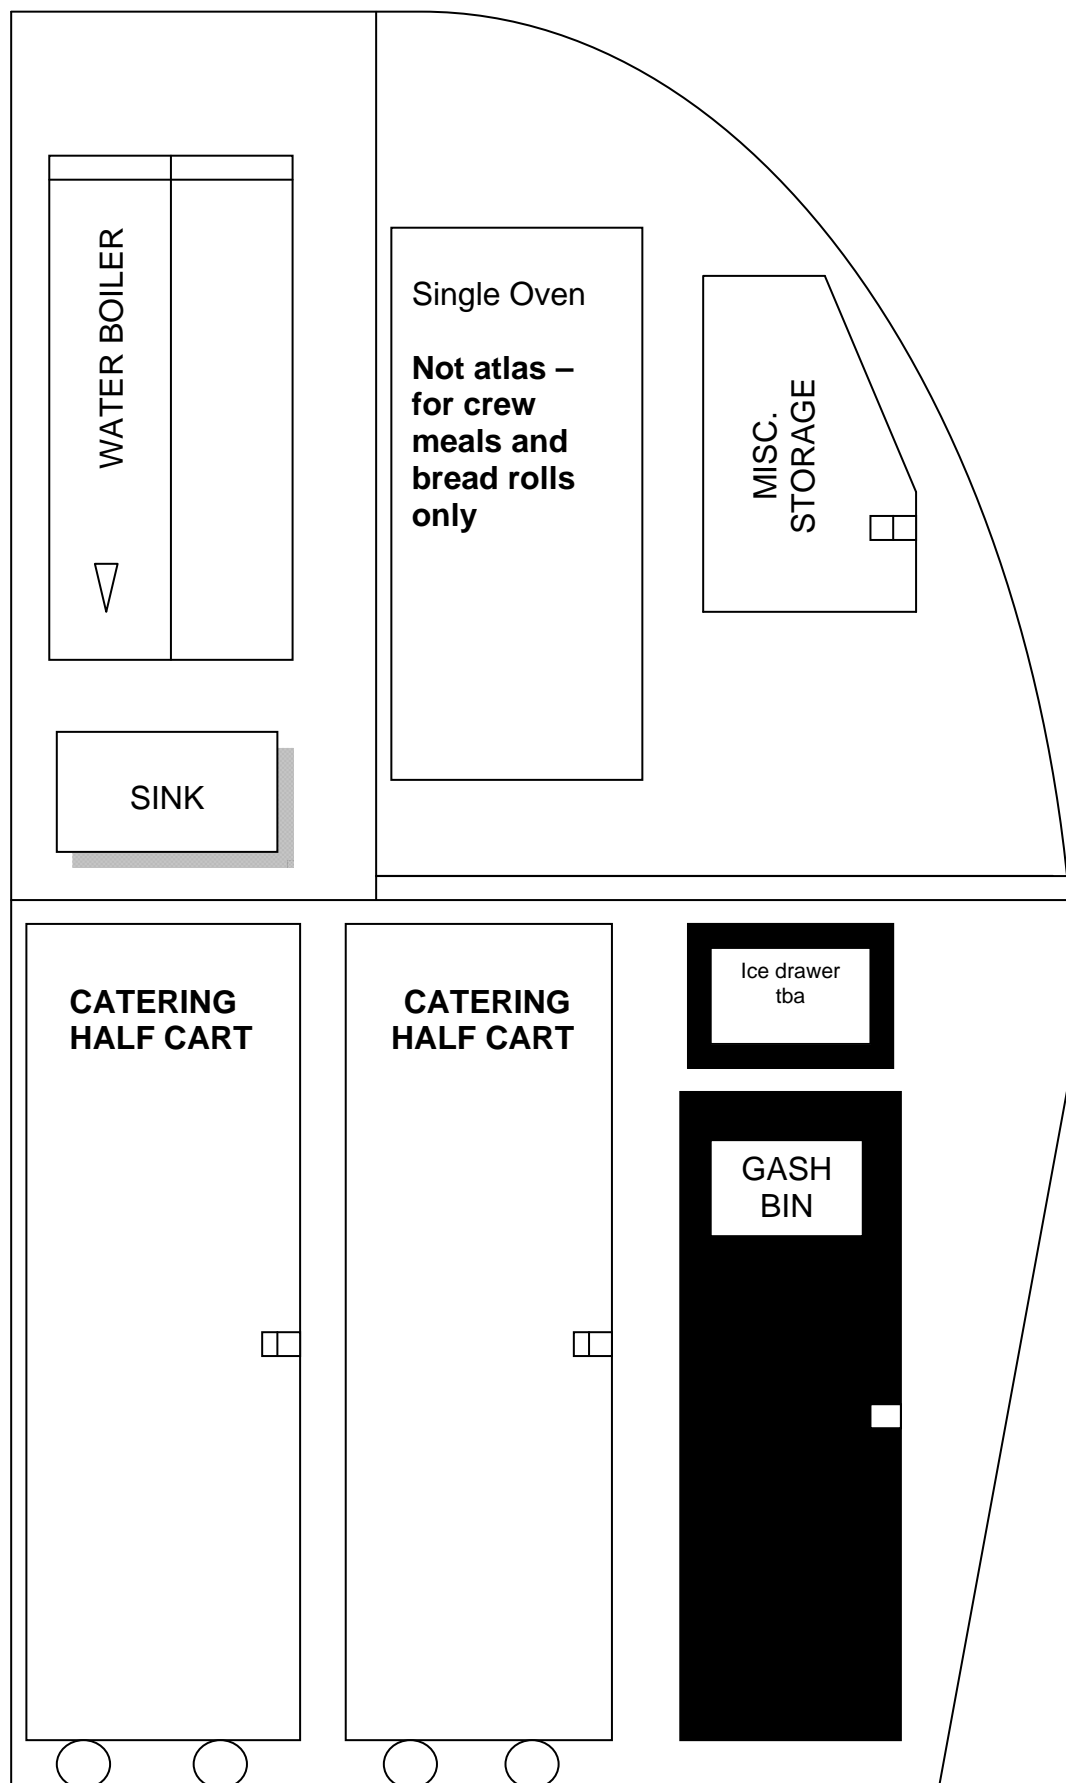 WATER BOILER
Single Oven
Not atlas –
for crew
meals and
bread rolls
only
MISC.
STORAGE
SINK
CATERING
HALF CART
CATERING
HALF CART
Ice drawer
tba
GASH
BIN